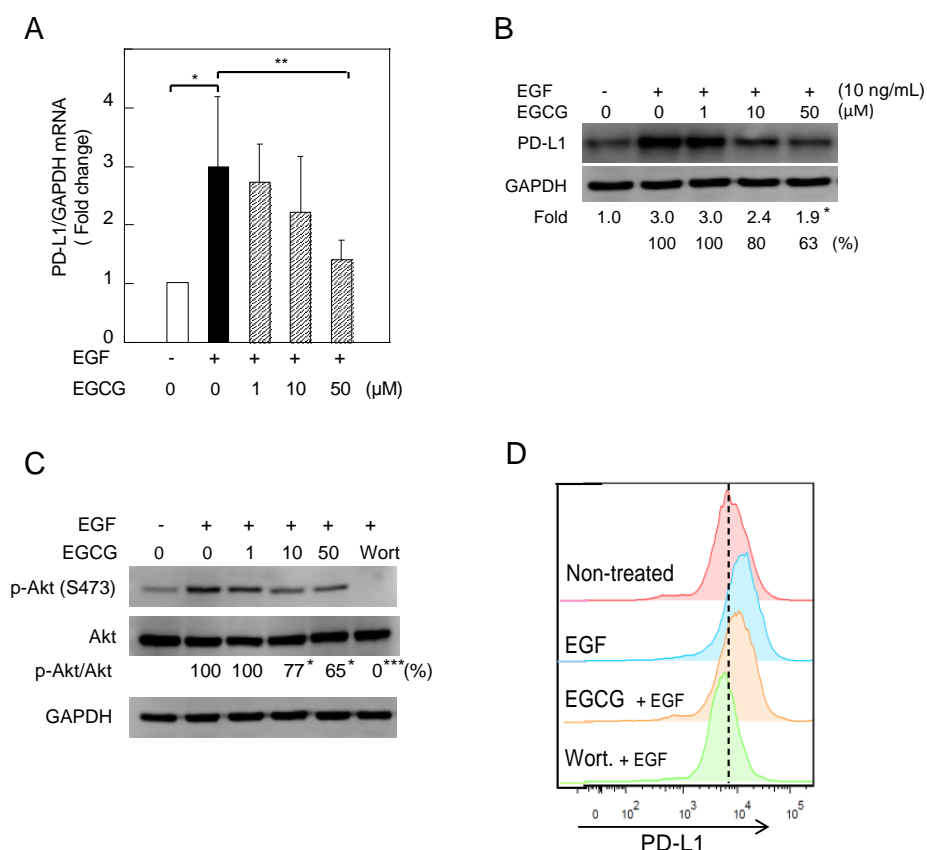 A
* **
PD-L1/GAPDH mRNA
( Fold change)
4
3
2
1
0
EGF - + + + +
EGCG 0 0 1 10 50 (μM)
B
EGF - + + + + (10 ng/mL)
EGCG 0 0 1 10 50 (μM)
PD-L1
GAPDH
Fold 1.0 3.0 3.0 2.4 1.9 *
100 100 80 63 (%)
C
EGF - + + + + +
EGCG 0 0 1 10 50 Wort
p-Akt (S473)
Akt
p-Akt/Akt 100 100 77* 65* 0***(%)
GAPDH
D
Non-treated
EGF
EGCG + EGF
Wort. + EGF
0 10² 10³ 10⁴ 10⁵
PD-L1